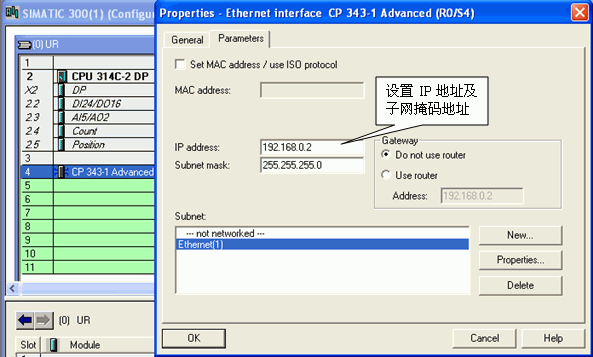 SIMATIC 300(1) (Configur
(0) UR
1
2 CPU 314C-2 DP
X2 DP
2.2 DI24/DO16
2.3 AI5/AO2
2.4 Count
2.5 Position
3
4 CP 343-1 Advanced
5
6
7
8
9
10
11
(0) UR
Slot Module
Properties - Ethernet interface CP 343-1 Advanced (R0/S4)
General Parameters
Set MAC address / use ISO protocol
MAC address:
设置 IP 地址及
子网掩码地址
IP address: 192.168.0.2
Subnet mask: 255.255.255.0
Gateway
Do not use router
Use router
Address: 192.168.0.2
Subnet:
--- not networked ---
Ethernet(1)
New...
Properties...
Delete
OK Cancel Help